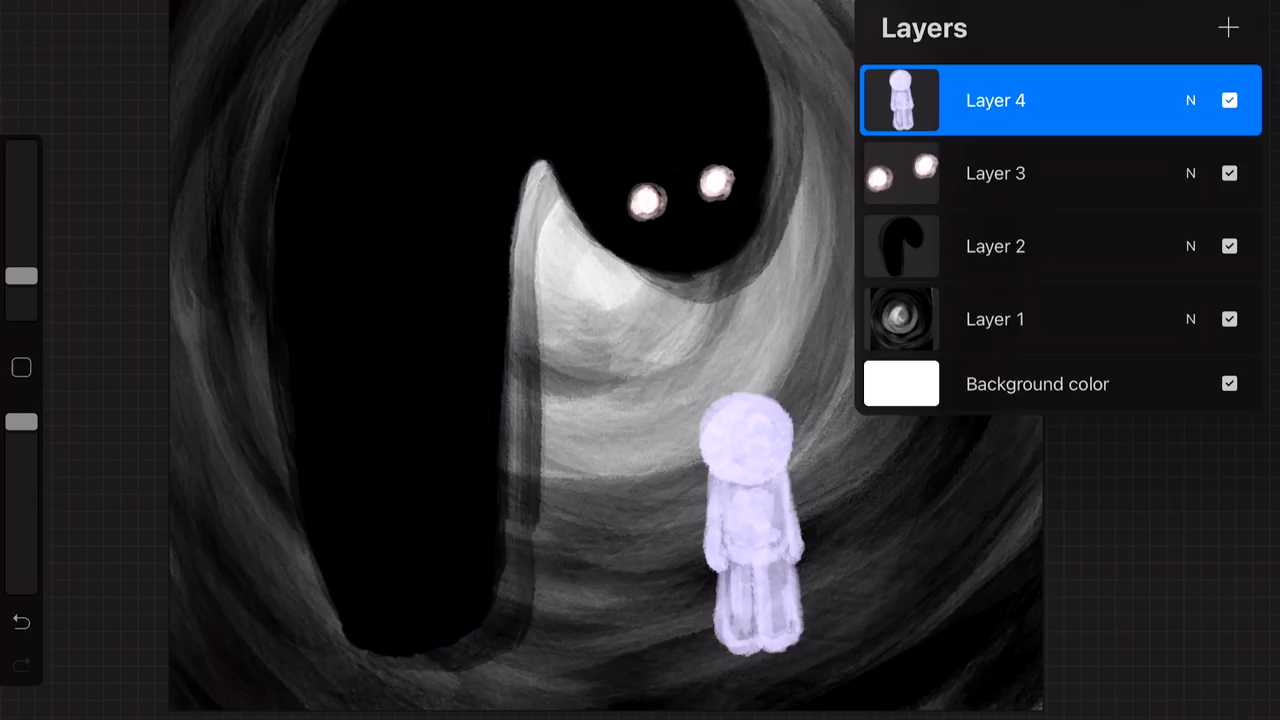 Layers
Layer 4 N
Layer 3 N
Layer 2 N
Layer 1 N
Background color